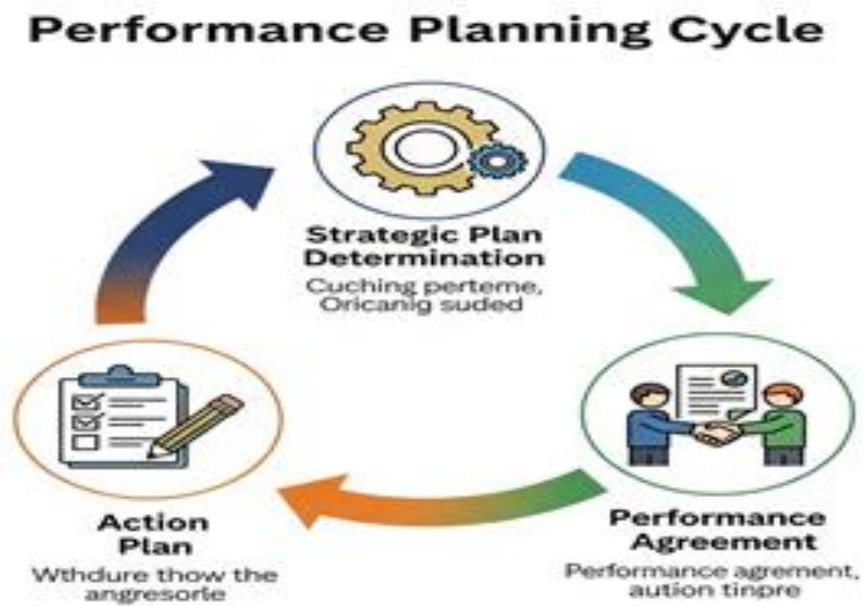 Performance Planning Cycle
Strategic Plan
Determination
Cuching perteme,
Oricanig suded
Performance
Agreement
Performance agrement,
aution tinpre
Action
Plan
Wthdure thow the
angresorle